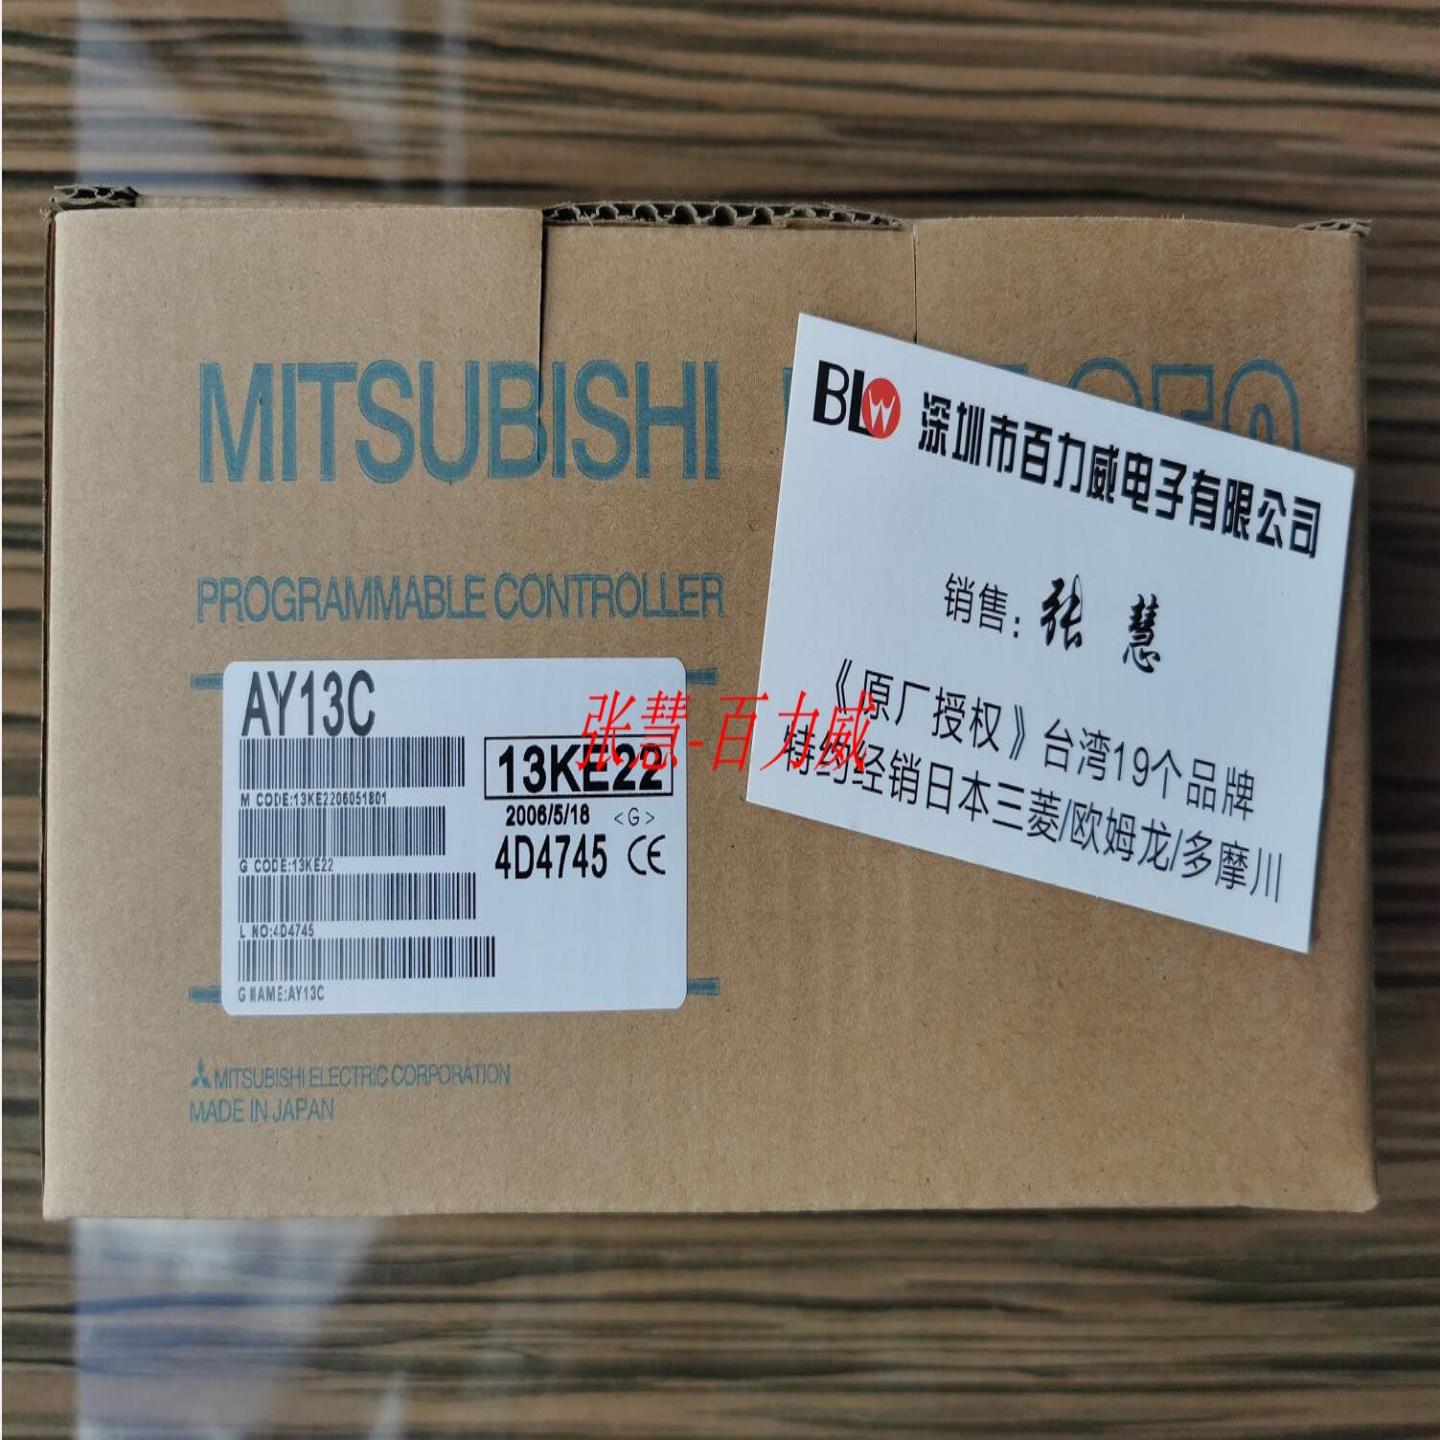 MITSUBISHI
PROGRAMMABLE CONTROLLER
AY13C
M CODE:13KE2206051801
G CODE:13KE22
L NO:4D4745
G NAME:AY13C
13KE22
2006/5/18 <G>
4D4745 CE
MITSUBISHI ELECTRIC CORPORATION
MADE IN JAPAN
BLW 深圳市百力威电子有限公司
销售：张 慧
《原厂授权》台湾19个品牌
特约经销日本三菱/欧姆龙/多摩川
张慧-百力威